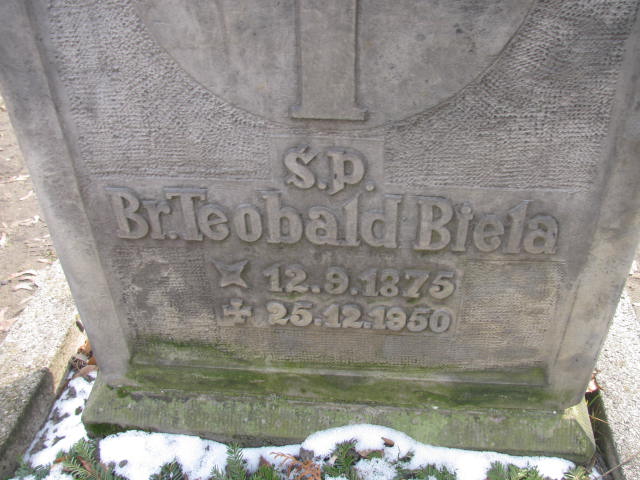 Ś.P.
Br. Teobald Biela
12.9.1875
25.12.1950